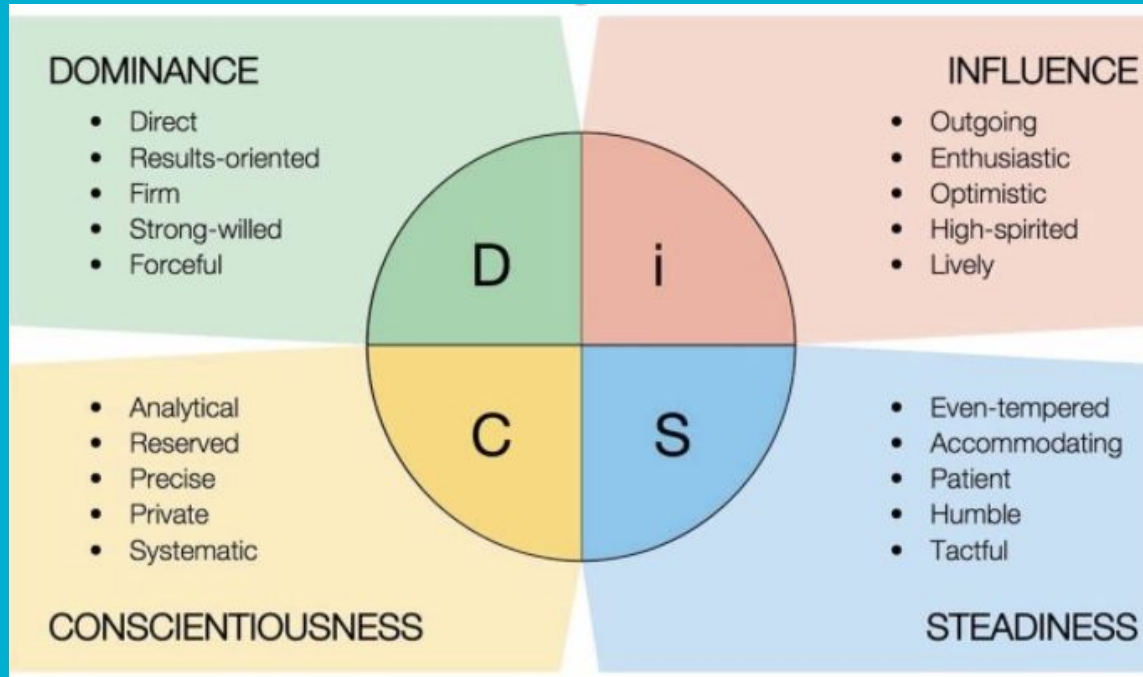 DOMINANCE
• Direct
• Results-oriented
• Firm
• Strong-willed
• Forceful
INFLUENCE
• Outgoing
• Enthusiastic
• Optimistic
• High-spirited
• Lively
D
i
C
S
• Analytical
• Reserved
• Precise
• Private
• Systematic
CONSCIENTIOUSNESS
• Even-tempered
• Accommodating
• Patient
• Humble
• Tactful
STEADINESS